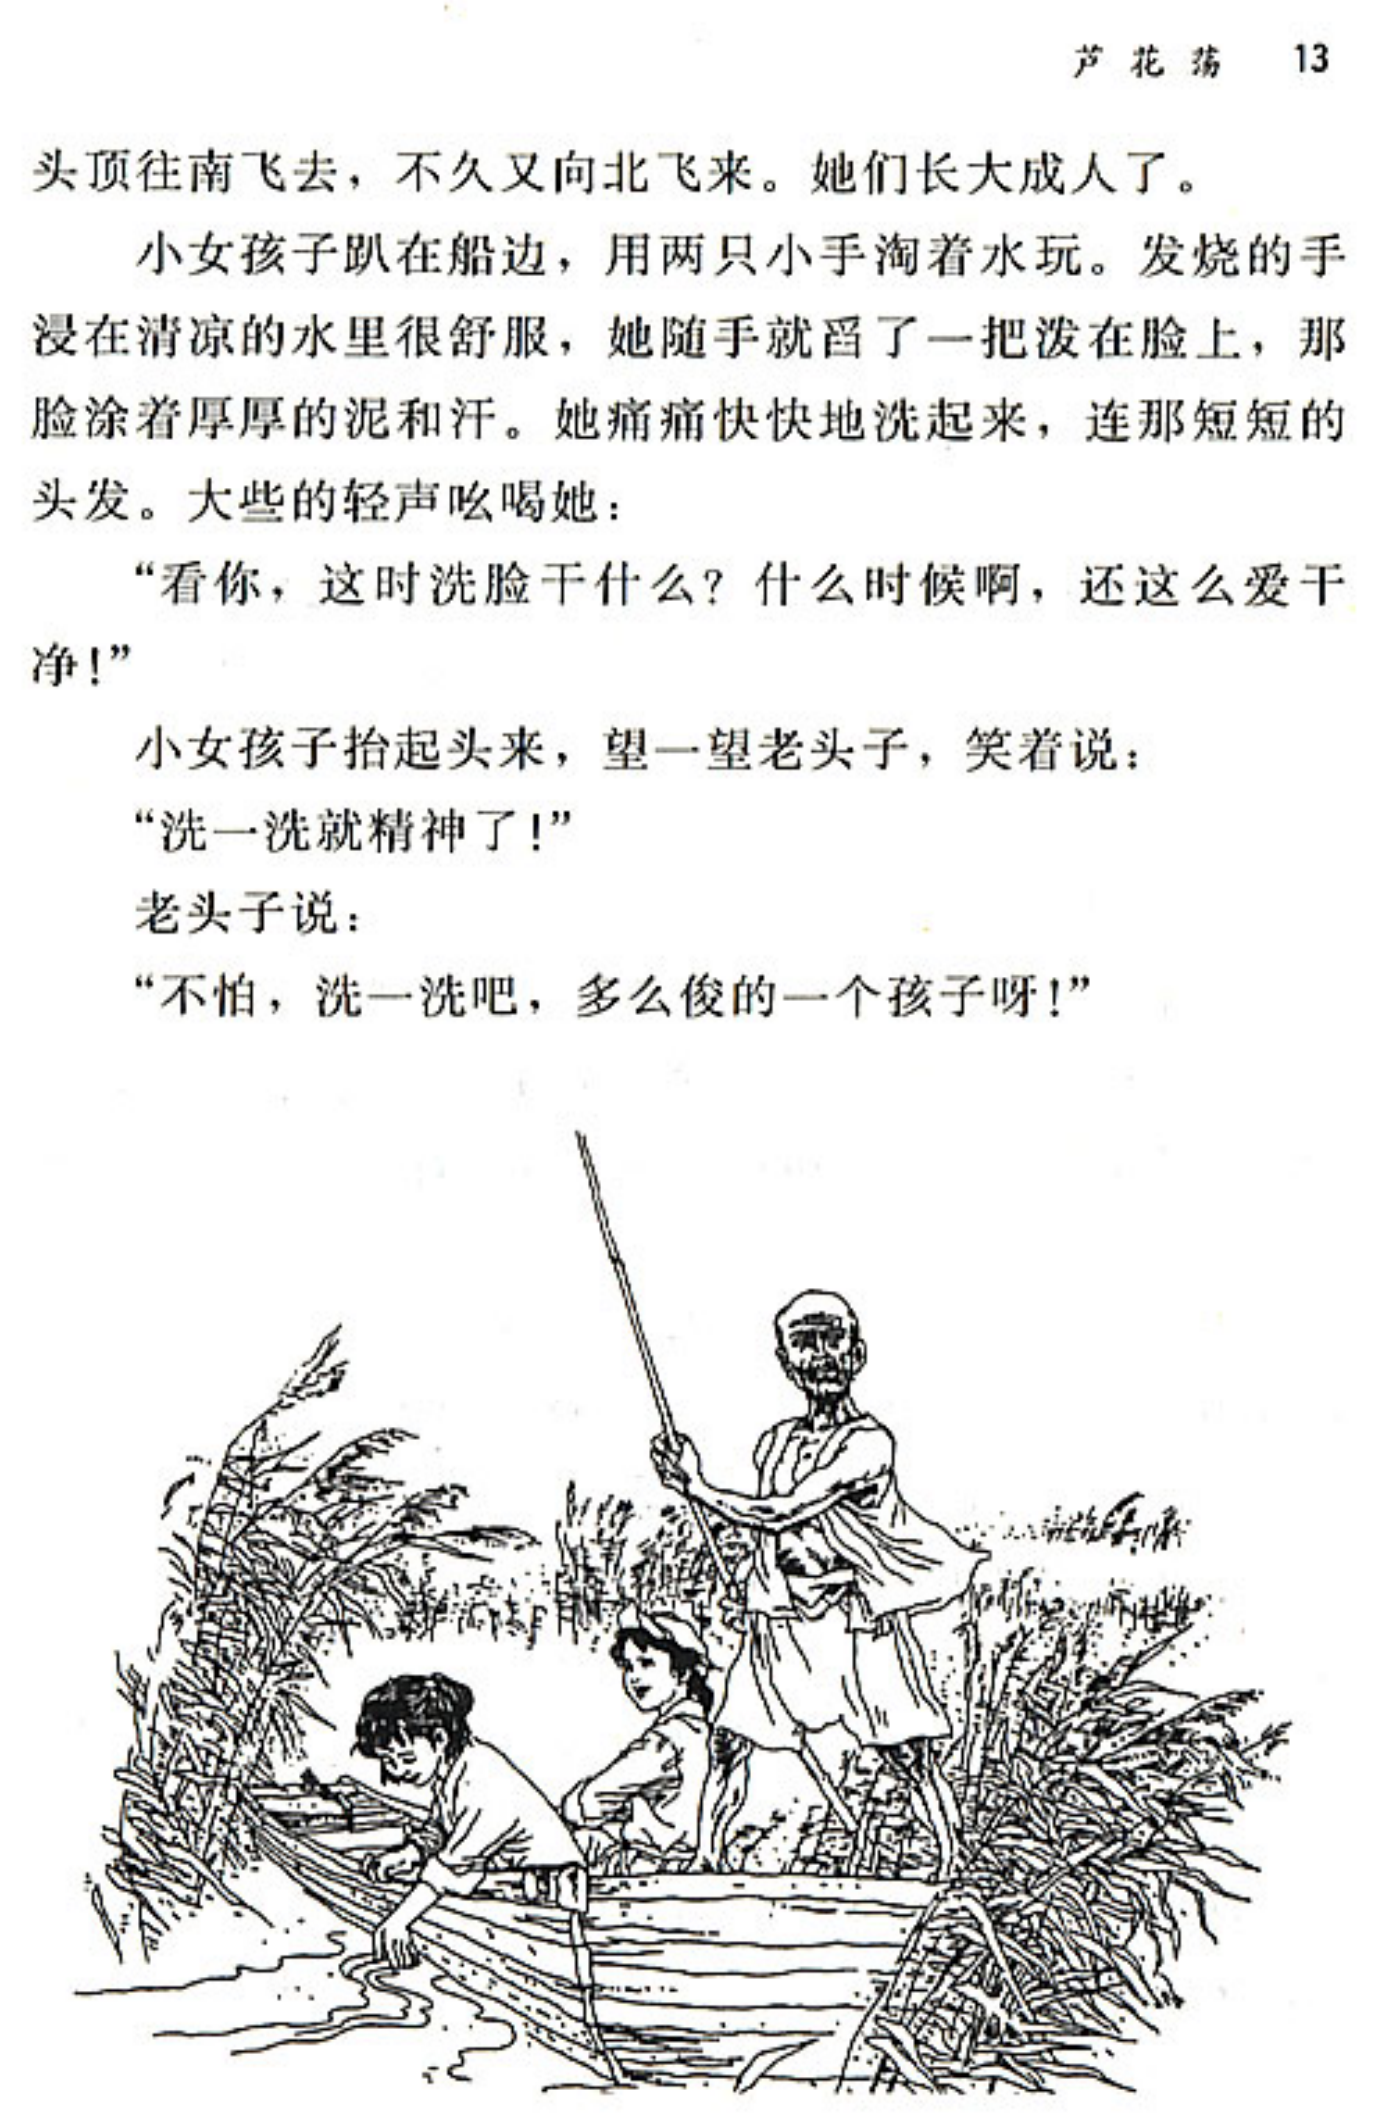 芦花荡 13
头顶往南飞去，不久又向北飞来。她们长大成人了。
小女孩子趴在船边，用两只小手淘着水玩。发烧的手
浸在清凉的水里很舒服，她随手就舀了一把泼在脸上，那
脸涂着厚厚的泥和汗。她痛痛快快地洗起来，连那短短的
头发。大些的轻声吆喝她：
“看你，这时洗脸干什么？什么时候啊，还这么爱干
净！”
小女孩子抬起头来，望一望老头子，笑着说：
“洗一洗就精神了！”
老头子说：
“不怕，洗一洗吧，多么俊的一个孩子呀！”